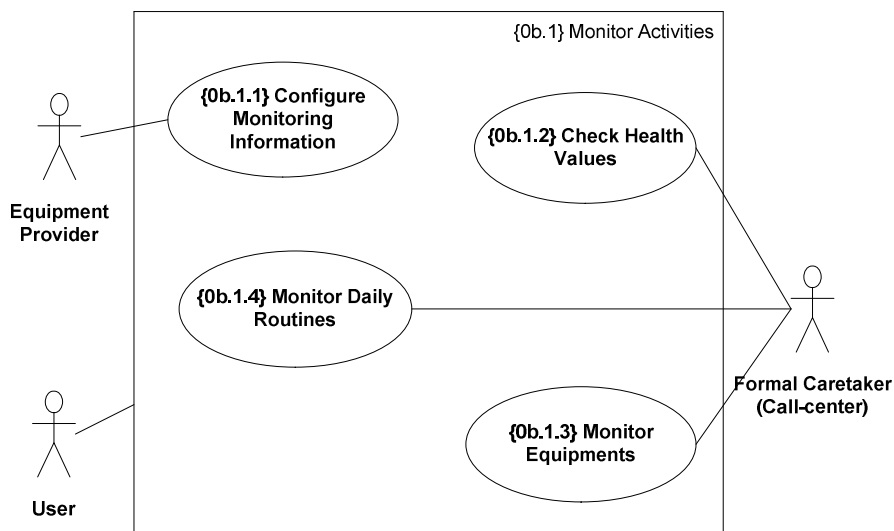 {0b.1} Monitor Activities
{0b.1.1} Configure
Monitoring
Information
{0b.1.2} Check Health
Values
Equipment
Provider
{0b.1.4} Monitor Daily
Routines
Formal Caretaker
(Call-center)
{0b.1.3} Monitor
Equipments
User